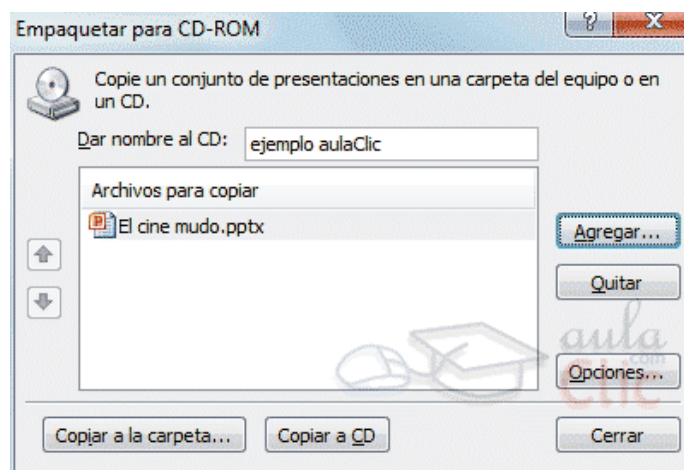 Empaquetar para CD-ROM
?
Copie un conjunto de presentaciones en una carpeta del equipo o en
un CD.
Dar nombre al CD: ejemplo aulaClic
Archivos para copiar
El cine mudo.pptx
Agregar...
Quitar
aula
.com
Clic
Opciones...
Copiar a la carpeta... Copiar a CD Cerrar